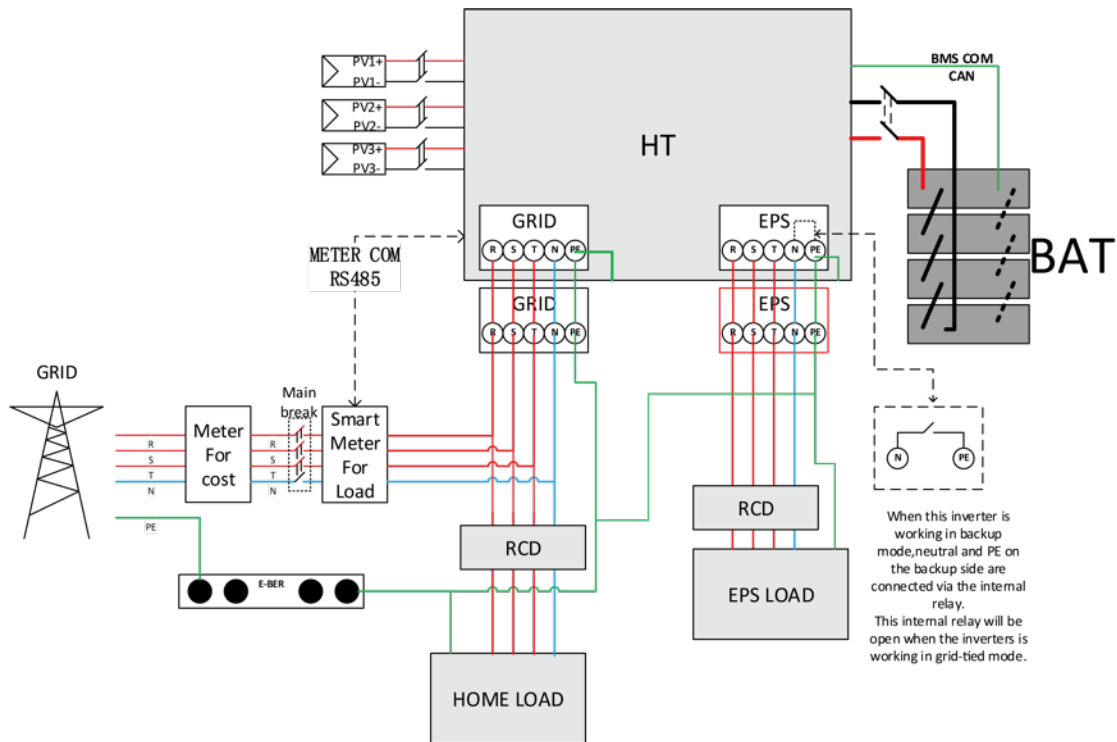 PV1+
PV1-
PV2+
PV2-
PV3+
PV3-
HT
BMS COM
CAN
BAT
GRID
R S T N PE
EPS
R S T N PE
METER COM
RS485
GRID
R S T N PE
EPS
R S T N PE
GRID
Meter
For
cost
Main
break
Smart
Meter
For
Load
R
S
T
N
R
S
T
N
PE
E-BER
RCD
HOME LOAD
RCD
EPS LOAD
N
PE
When this inverter is
working in backup
mode,neutral and PE on
the backup side are
connected via the internal
relay.
This internal relay will be
open when the inverters is
working in grid-tied mode.